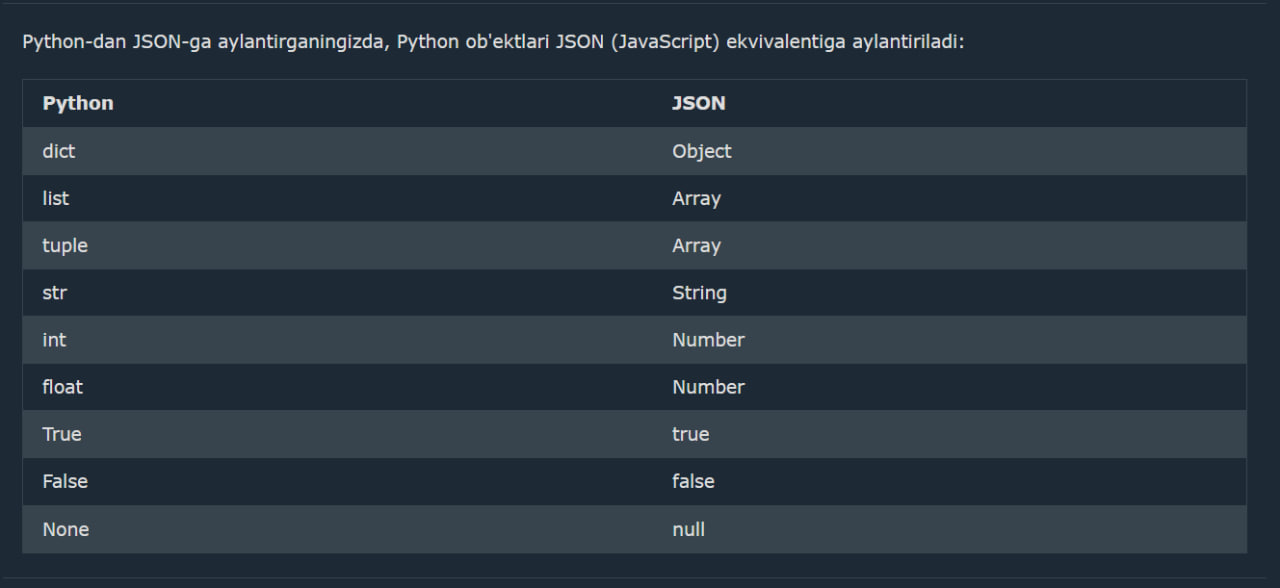 Python-dan JSON-ga aylantirganingizda, Python ob'ektlari JSON (JavaScript) ekvivalentiga aylantiriladi:
Python JSON
dict Object
list Array
tuple Array
str String
int Number
float Number
True true
False false
None null